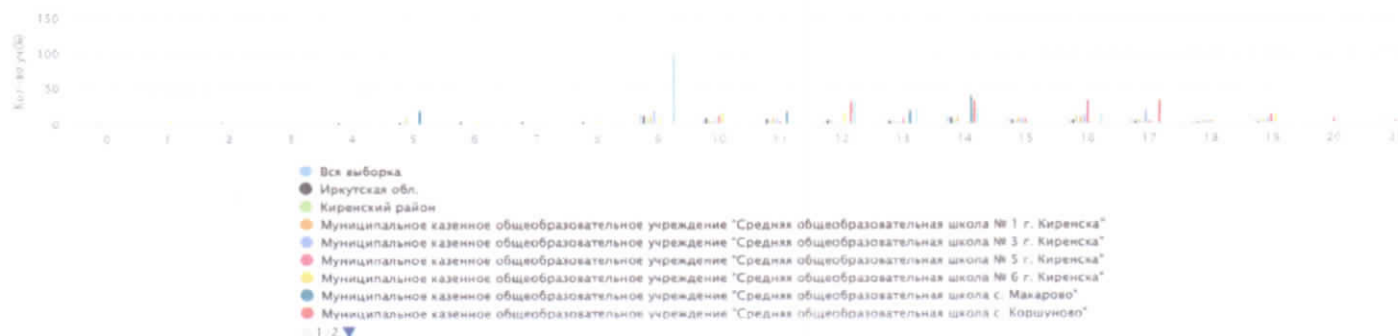 150
100
50
0
Кол-во уч(%)
0 1 2 3 4 5 6 7 8 9 10 11 12 13 14 15 16 17 18 19 20
Вся выборка
Иркутская обл.
Киренский район
Муниципальное казенное общеобразовательное учреждение "Средняя общеобразовательная школа № 1 г. Киренска"
Муниципальное казенное общеобразовательное учреждение "Средняя общеобразовательная школа № 3 г. Киренска"
Муниципальное казенное общеобразовательное учреждение "Средняя общеобразовательная школа № 5 г. Киренска"
Муниципальное казенное общеобразовательное учреждение "Средняя общеобразовательная школа № 6 г. Киренска"
Муниципальное казенное общеобразовательное учреждение "Средняя общеобразовательная школа с. Макарово"
Муниципальное казенное общеобразовательное учреждение "Средняя общеобразовательная школа с. Коршуново"
1/2